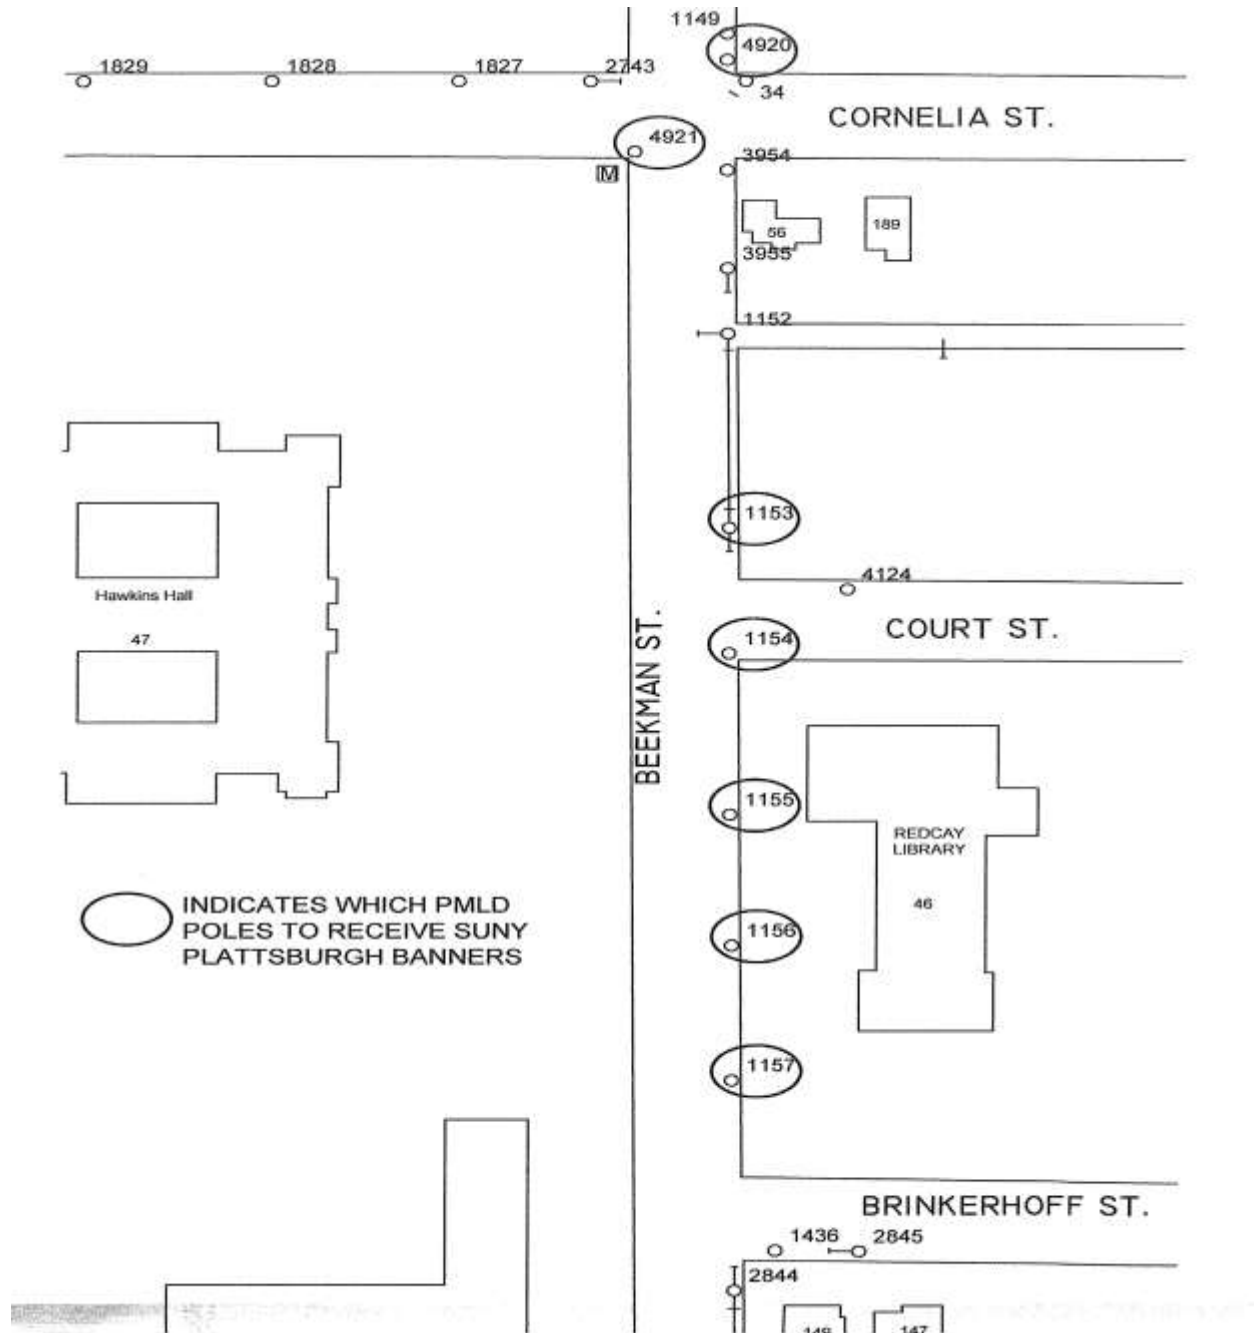 1149
4920
1829
1828
1827
2743
34
CORNELIA ST.
4921
3954
M
56
189
3955
1152
1153
4124
Hawkins Hall
47
COURT ST.
1154
BEEKMAN ST.
1155
REDCAY
LIBRARY
46
INDICATES WHICH PMLD
POLES TO RECEIVE SUNY
PLATTSBURGH BANNERS
1156
1157
BRINKERHOFF ST.
1436
2845
2844
147